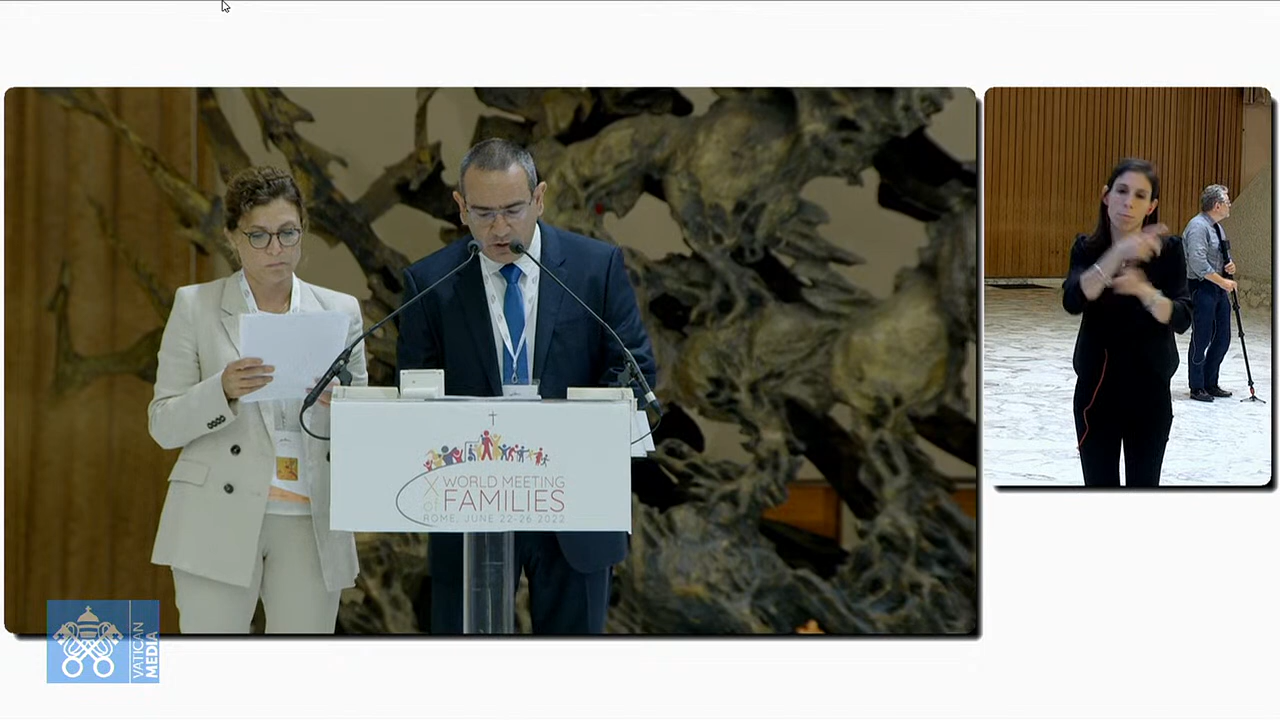 X WORLD MEETING
of FAMILIES
ROME, JUNE 22-26 2022
VATICAN
MEDIA